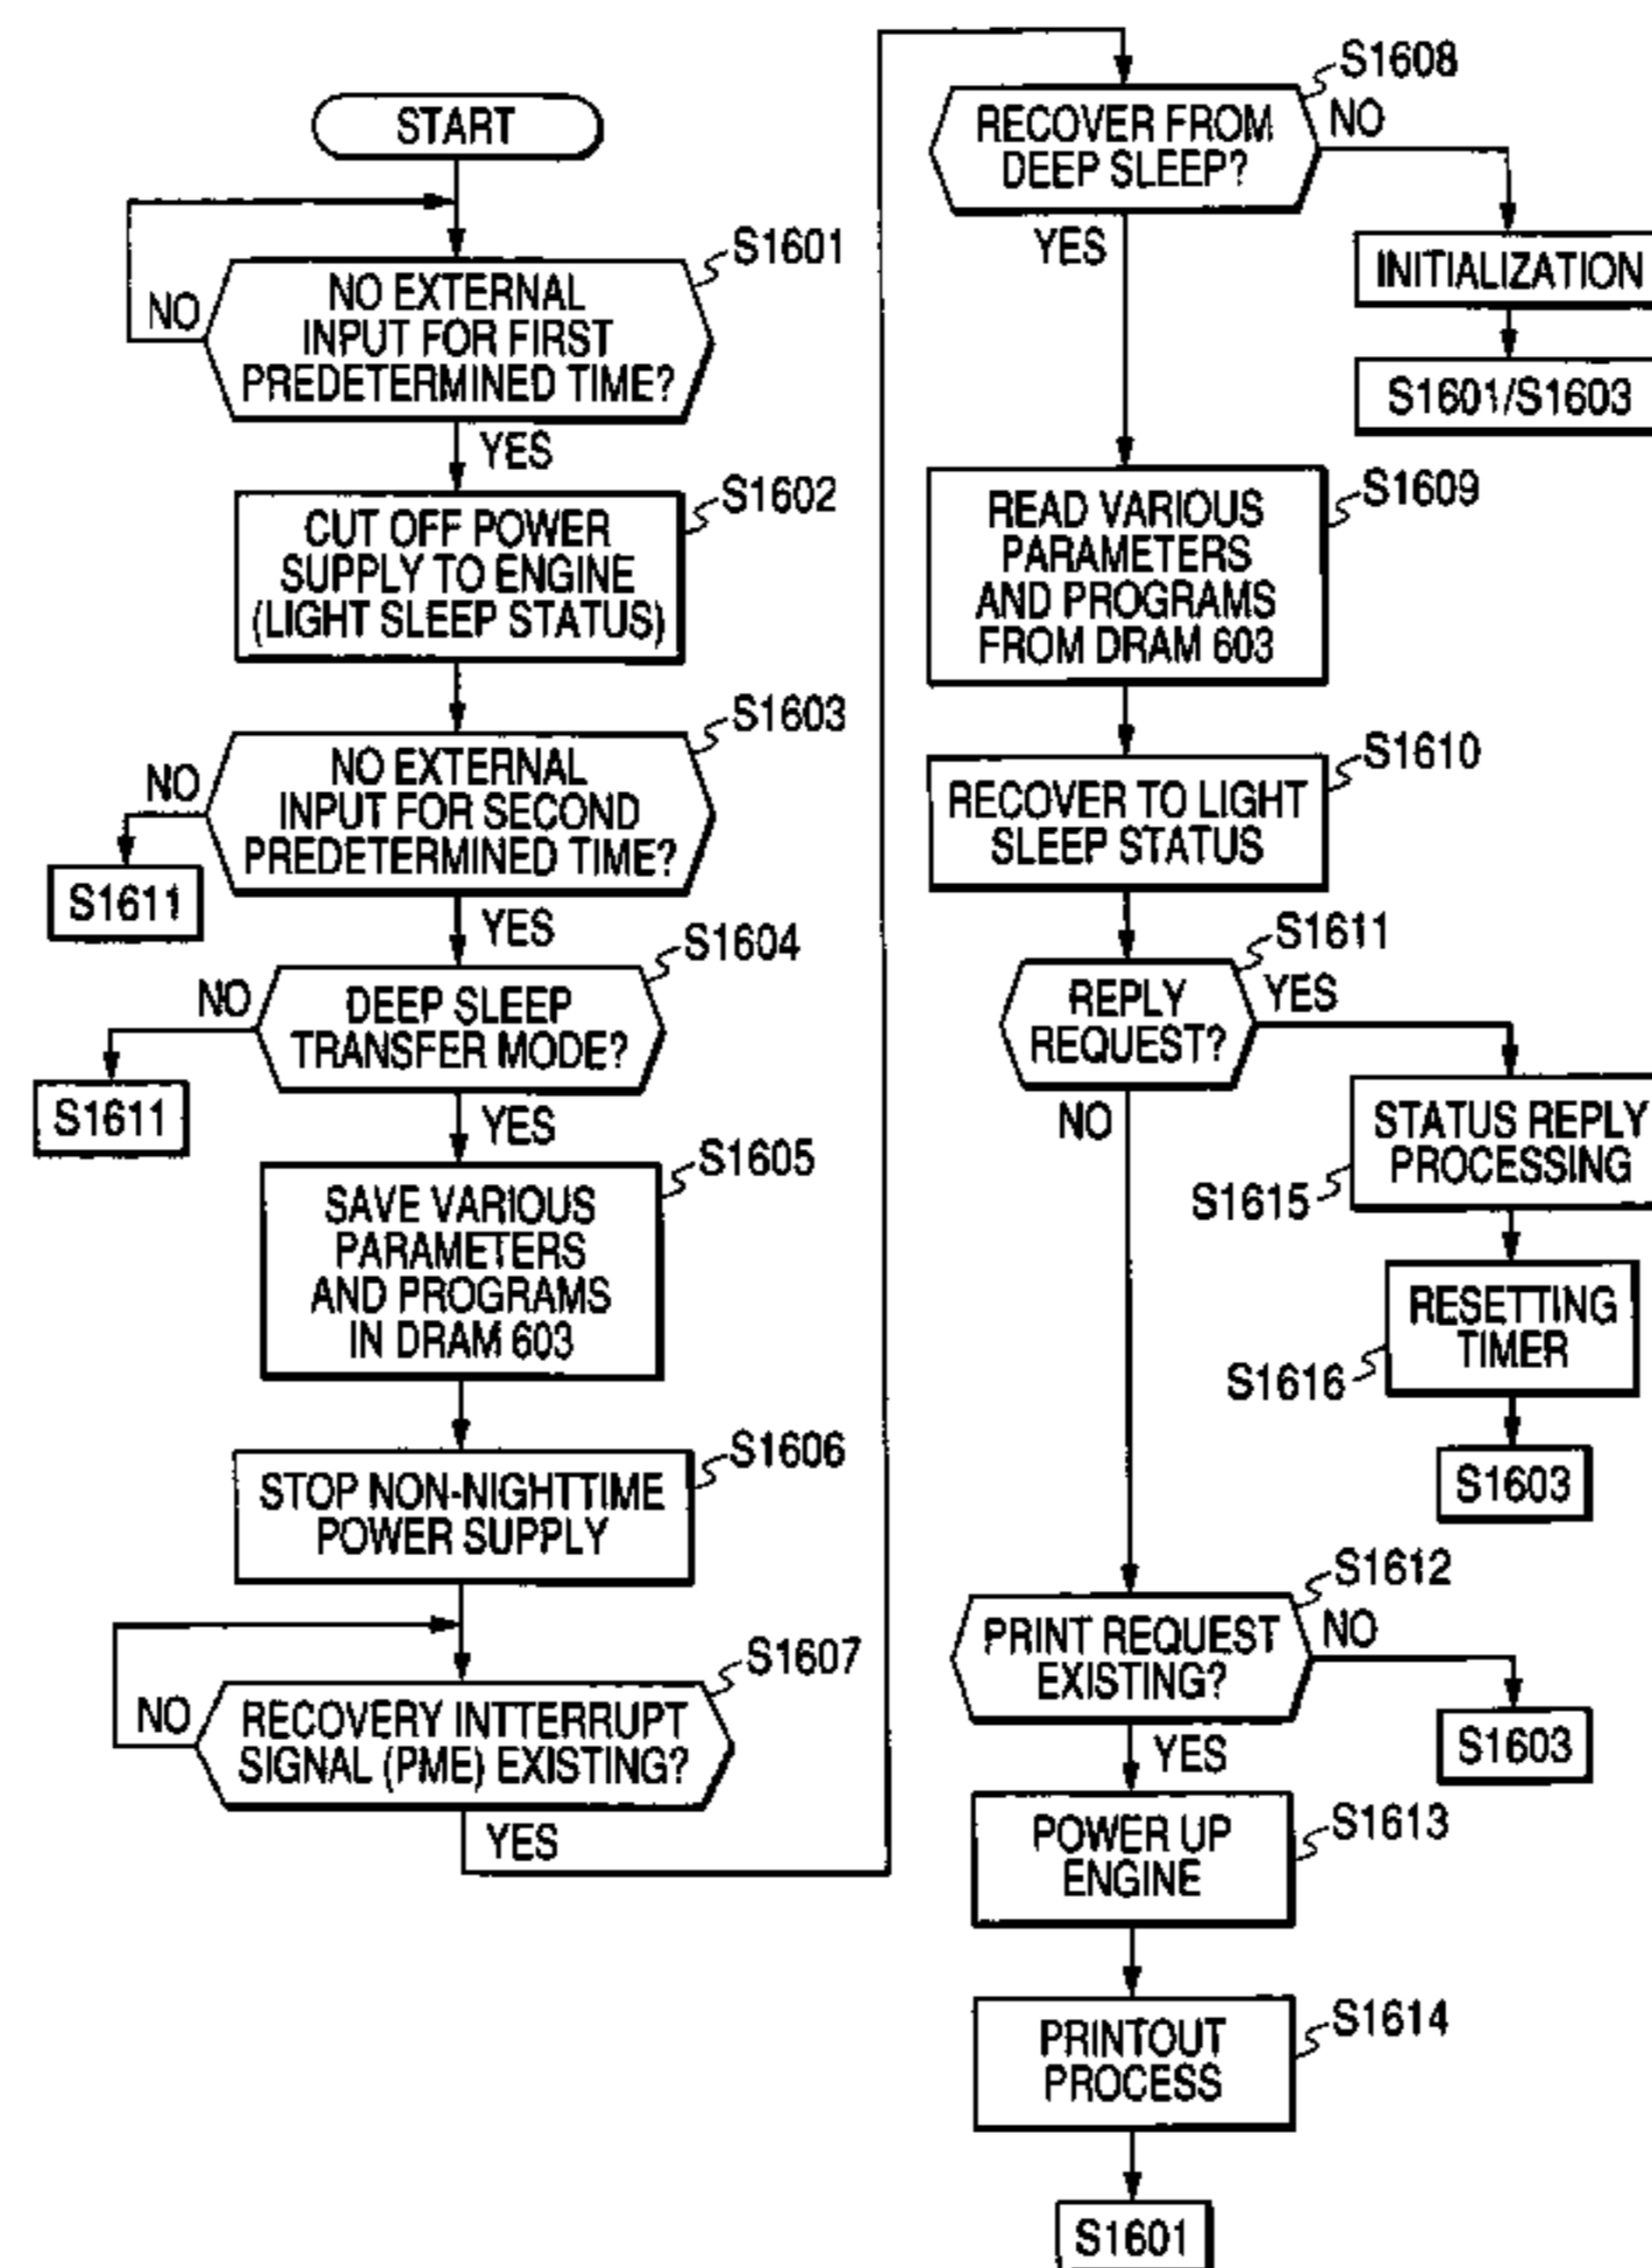 START
S1601
NO
NO EXTERNAL
INPUT FOR FIRST
PREDETERMINED TIME?
YES
S1602
CUT OFF POWER
SUPPLY TO ENGINE
(LIGHT SLEEP STATUS)
S1603
NO
NO EXTERNAL
INPUT FOR SECOND
PREDETERMINED TIME?
S1611
YES
S1604
NO
DEEP SLEEP
TRANSFER MODE?
S1611
YES
S1605
SAVE VARIOUS
PARAMETERS
AND PROGRAMS
IN DRAM 603
S1606
STOP NON-NIGHTTIME
POWER SUPPLY
S1607
NO
RECOVERY INTTERRUPT
SIGNAL (PME) EXISTING?
YES
S1608
RECOVER FROM
DEEP SLEEP?
NO
YES
INITIALIZATION
S1601/S1603
S1609
READ VARIOUS
PARAMETERS
AND PROGRAMS
FROM DRAM 603
S1610
RECOVER TO LIGHT
SLEEP STATUS
S1611
REPLY
REQUEST?
YES
NO
STATUS REPLY
PROCESSING
S1615
RESETTING
TIMER
S1616
S1603
S1612
PRINT REQUEST
EXISTING?
NO
S1603
YES
S1613
POWER UP
ENGINE
S1614
PRINTOUT
PROCESS
S1601